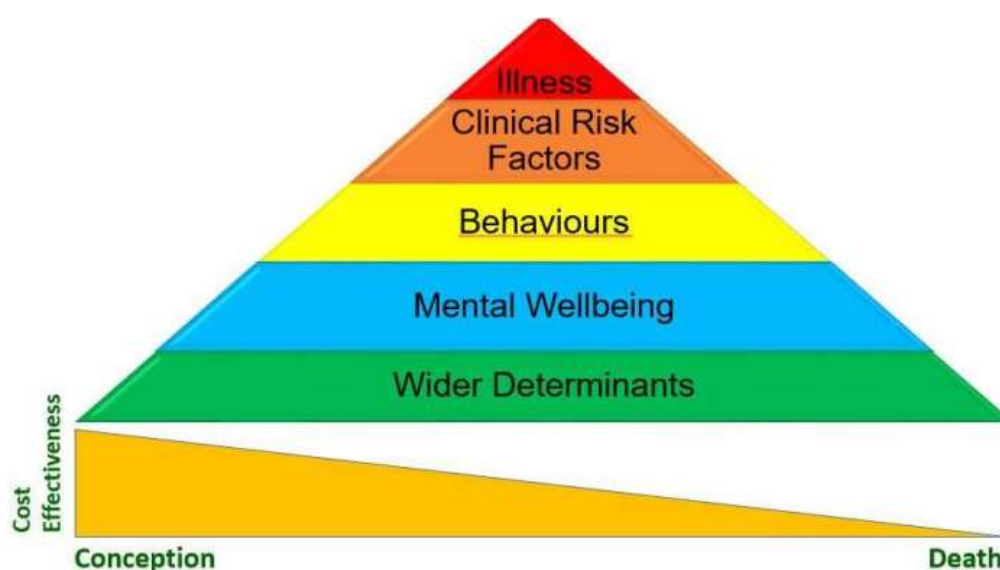 Illness
Clinical Risk
Factors
Behaviours
Mental Wellbeing
Wider Determinants
Cost
Effectiveness
Conception
Death